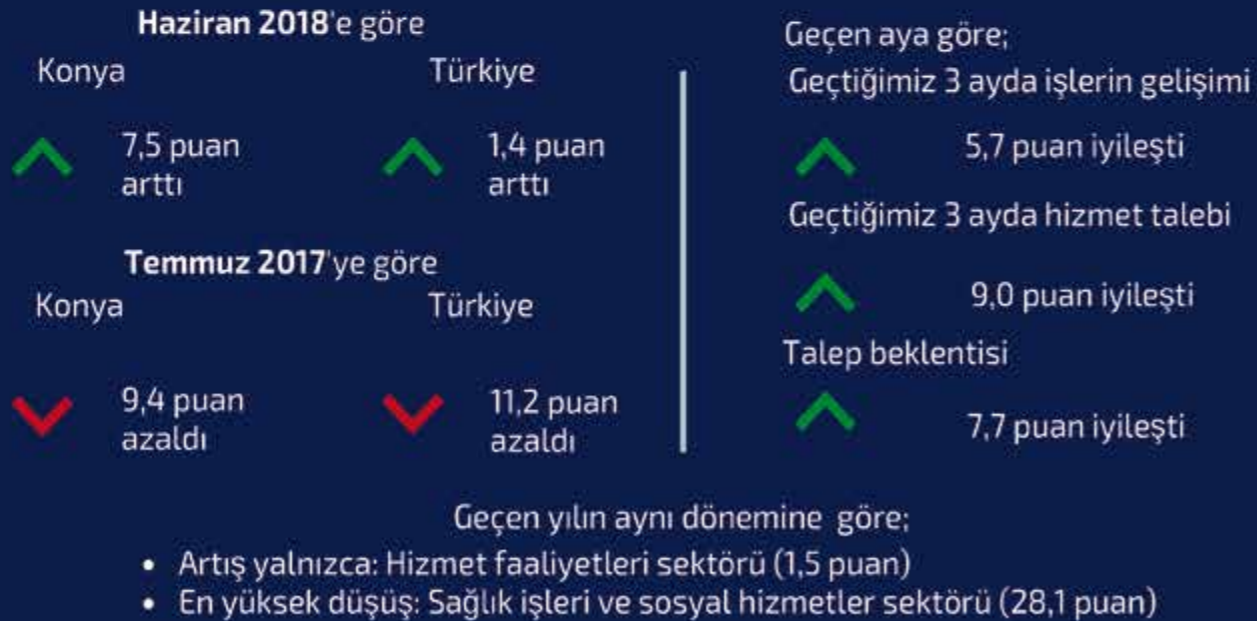 Haziran 2018'e göre
Konya
Türkiye
7,5 puan
arttı
1,4 puan
arttı
Temmuz 2017'ye göre
Konya
Türkiye
9,4 puan
azaldı
11,2 puan
azaldı
Geçen aya göre;
Geçtiğimiz 3 ayda işlerin gelişimi
5,7 puan iyileşti
Geçtiğimiz 3 ayda hizmet talebi
9,0 puan iyileşti
Talep beklentisi
7,7 puan iyileşti
Geçen yılın aynı dönemine göre;
• Artış yalnızca: Hizmet faaliyetleri sektörü (1,5 puan)
• En yüksek düşüş: Sağlık işleri ve sosyal hizmetler sektörü (28,1 puan)